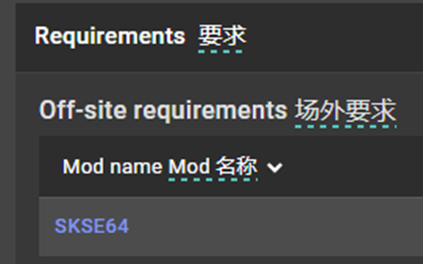 Requirements 要求
Off-site requirements 场外要求
Mod name Mod 名称
SKSE64